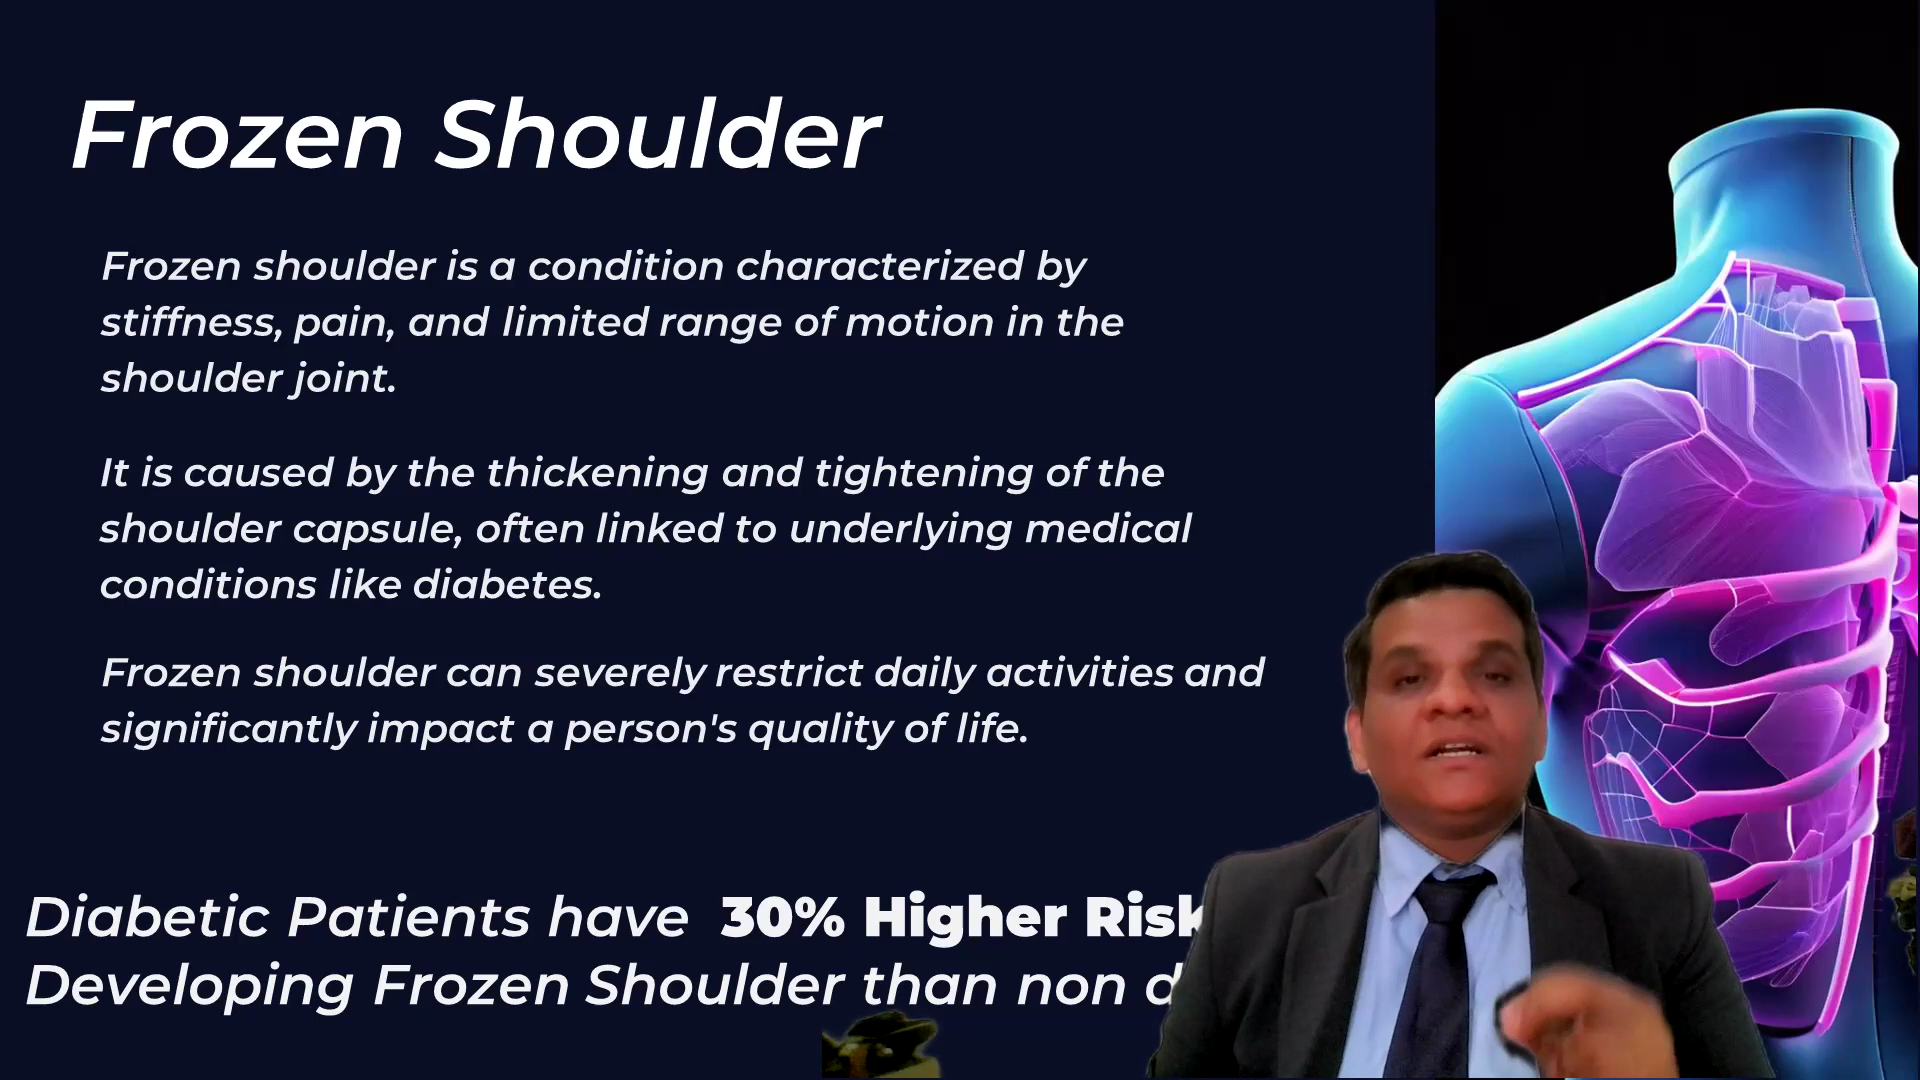 Frozen Shoulder
Frozen shoulder is a condition characterized by
stiffness, pain, and limited range of motion in the
shoulder joint.
It is caused by the thickening and tightening of the
shoulder capsule, often linked to underlying medical
conditions like diabetes.
Frozen shoulder can severely restrict daily activities and
significantly impact a person's quality of life.
Diabetic Patients have 30% Higher Risk
Developing Frozen Shoulder than non